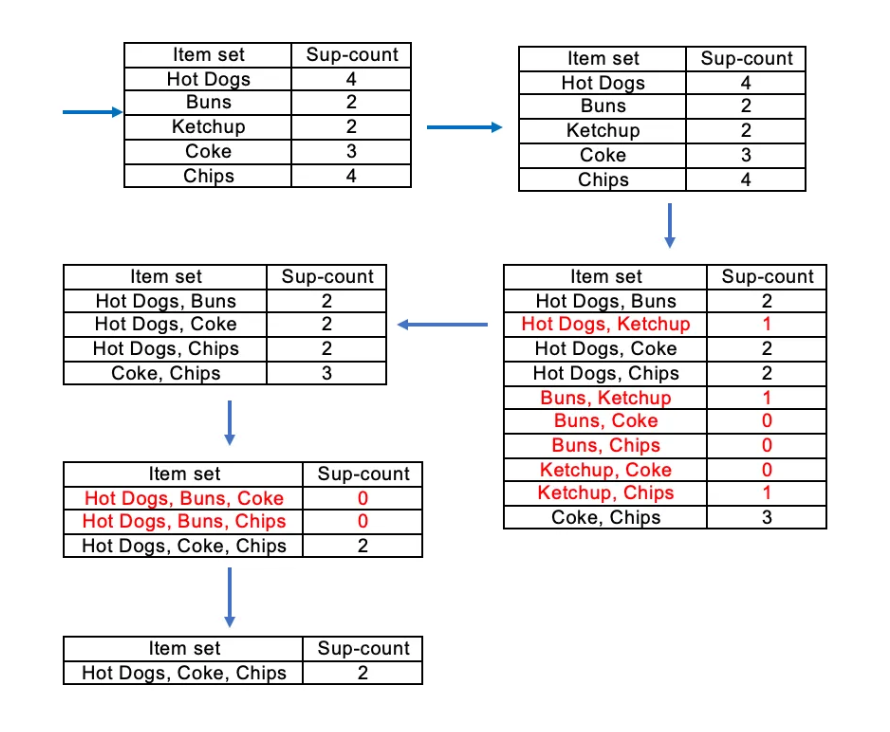 Item set Sup-count
Hot Dogs 4
Buns 2
Ketchup 2
Coke 3
Chips 4
Item set Sup-count
Hot Dogs 4
Buns 2
Ketchup 2
Coke 3
Chips 4
Item set Sup-count
Hot Dogs, Buns 2
Hot Dogs, Ketchup 1
Hot Dogs, Coke 2
Hot Dogs, Chips 2
Buns, Ketchup 1
Buns, Coke 0
Buns, Chips 0
Ketchup, Coke 0
Ketchup, Chips 1
Coke, Chips 3
Item set Sup-count
Hot Dogs, Buns 2
Hot Dogs, Coke 2
Hot Dogs, Chips 2
Coke, Chips 3
Item set Sup-count
Hot Dogs, Buns, Coke 0
Hot Dogs, Buns, Chips 0
Hot Dogs, Coke, Chips 2
Item set Sup-count
Hot Dogs, Coke, Chips 2